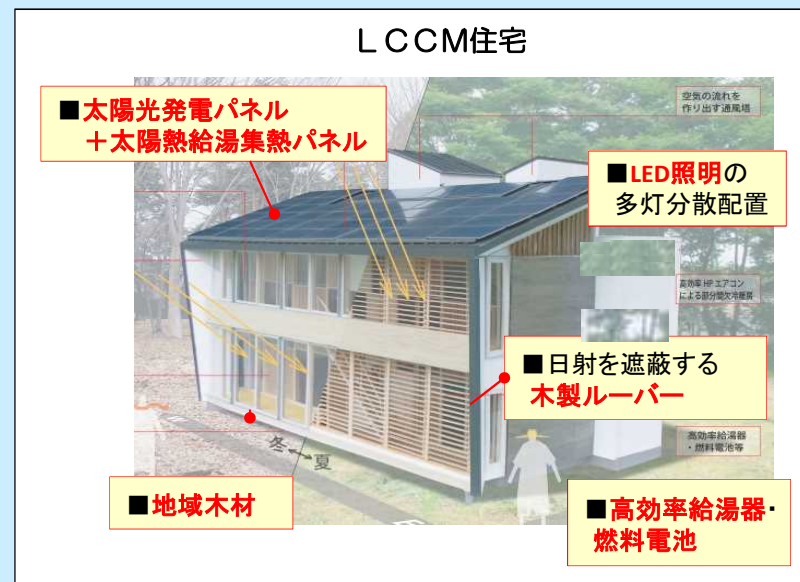 ＬＣＣＭ住宅
■太陽光発電パネル
＋太陽熱給湯集熱パネル
空気の流れを
作り出す通風塔
■LED照明の
多灯分散配置
高効率HPエアコン
による部分間欠冷暖房
■日射を遮蔽する
木製ルーバー
高効率給湯器
・燃料電池等
冬
夏
■地域木材
■高効率給湯器・
燃料電池